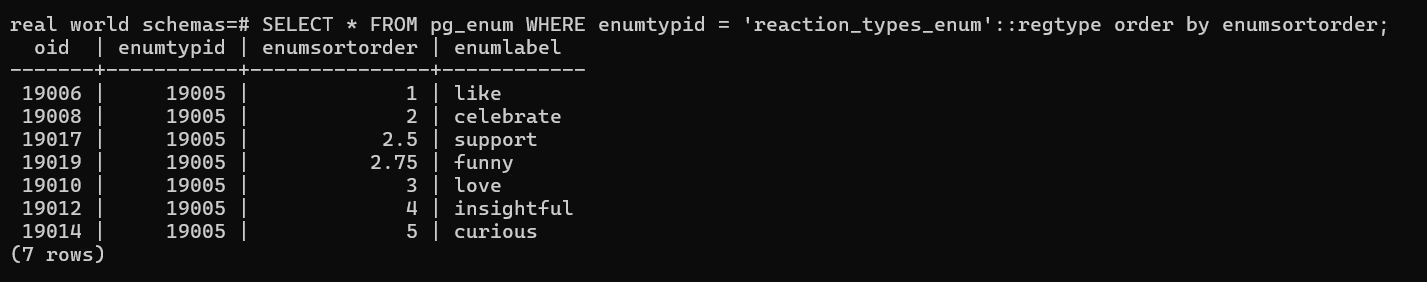 real world schemas=# SELECT * FROM pg_enum WHERE enumtypid = 'reaction_types_enum'::regtype order by enumsortorder;
  oid  | enumtypid | enumsortorder | enumlabel
-------+-----------+---------------+------------
 19006 |     19005 |             1 | like
 19008 |     19005 |             2 | celebrate
 19017 |     19005 |           2.5 | support
 19019 |     19005 |          2.75 | funny
 19010 |     19005 |             3 | love
 19012 |     19005 |             4 | insightful
 19014 |     19005 |             5 | curious
(7 rows)